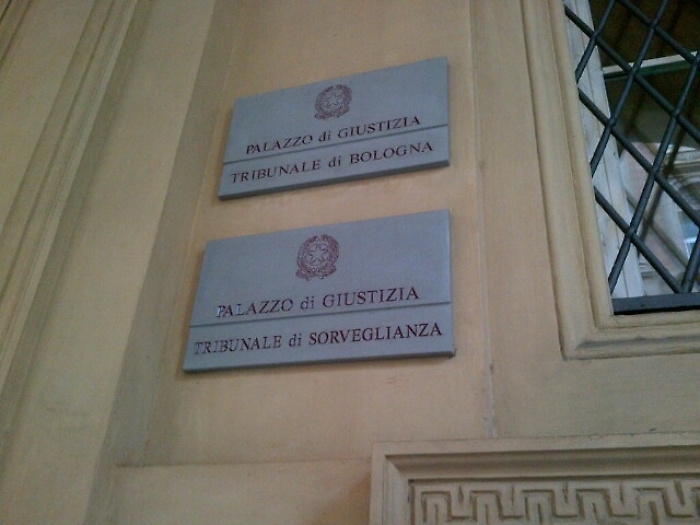 PALAZZO di GIUSTIZIA
TRIBUNALE di BOLOGNA
PALAZZO di GIUSTIZIA
TRIBUNALE di SORVEGLIANZA